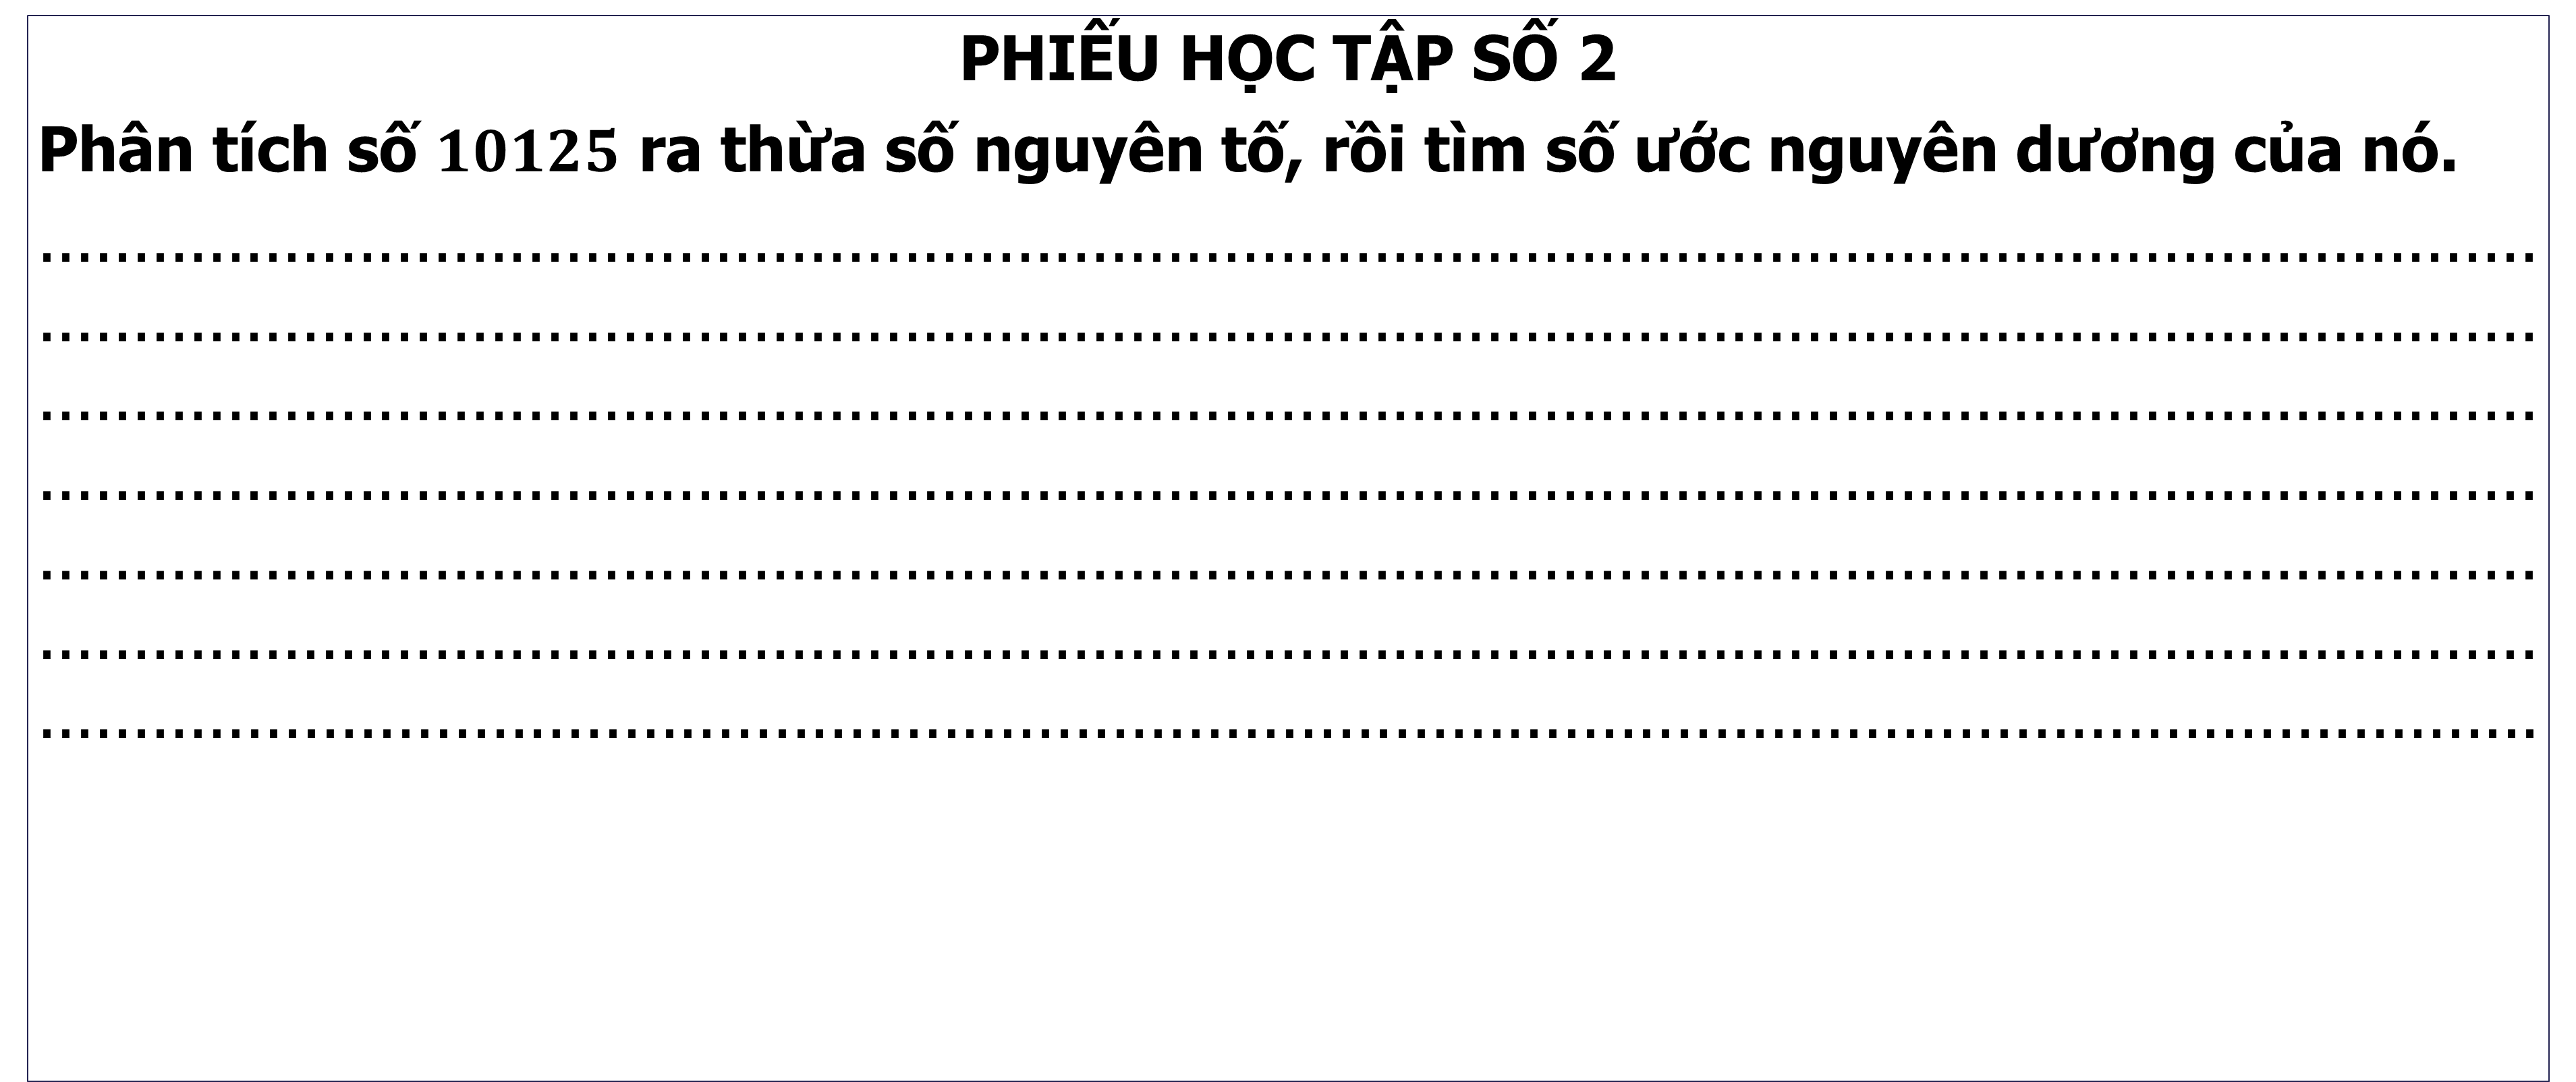 PHIẾU HỌC TẬP SỐ 2
Phân tích số 10125 ra thừa số nguyên tố, rồi tìm số ước nguyên dương của nó.